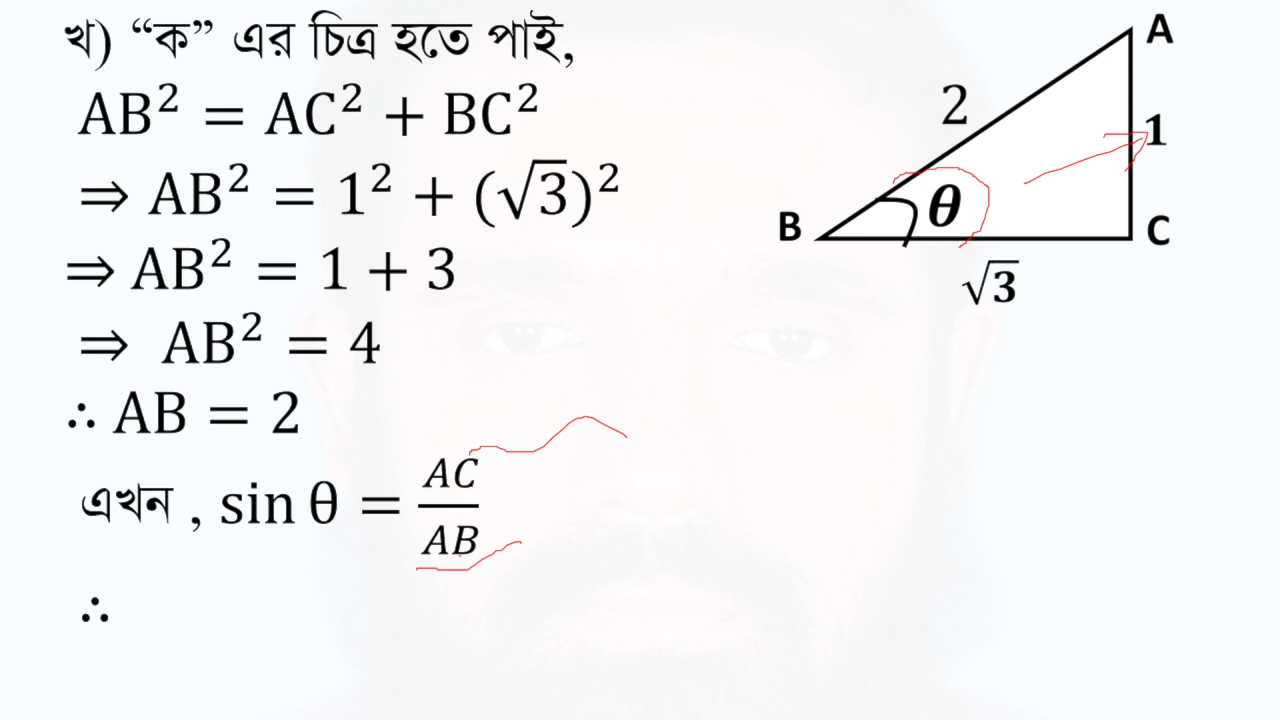 খ) “ক” এর চিত্র হতে পাই,
AB² = AC² + BC²
⇒ AB² = 1² + (√3)²
⇒ AB² = 1 + 3
⇒ AB² = 4
∴ AB = 2
এখন , sin θ = AC/AB
∴
A
2
1
B
θ
C
√3